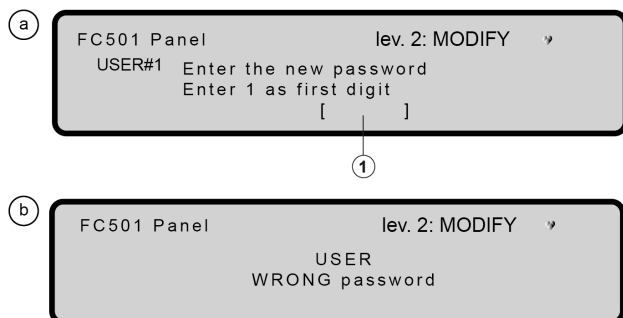 a
FC501 Panel lev. 2: MODIFY
USER#1 Enter the new password
Enter 1 as first digit
[ ]
1
b
FC501 Panel lev. 2: MODIFY
USER
WRONG password